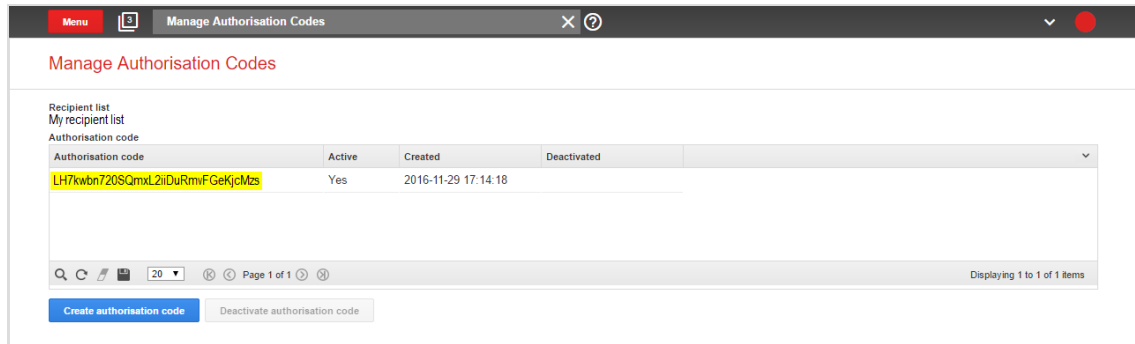 Menu 3 Manage Authorisation Codes
Manage Authorisation Codes
Recipient list
My recipient list
Authorisation code
Authorisation code Active Created Deactivated
LH7kwbn720SQmxL2iiDuRmvFGeKjcMzs Yes 2016-11-29 17:14:18
20 Page 1 of 1 Displaying 1 to 1 of 1 items
Create authorisation code Deactivate authorisation code